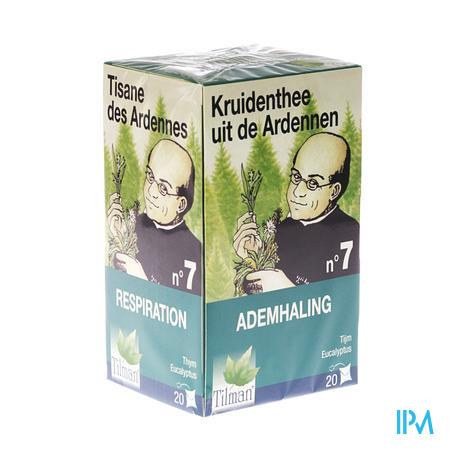 Tisane
des Ardennes
n°7
RESPIRATION
Thym
Eucalyptus
Tilman
20
Kruidenthee
uit de Ardennen
n°7
ADEMHALING
Tijm
Eucalyptus
Tilman®
20
IPM